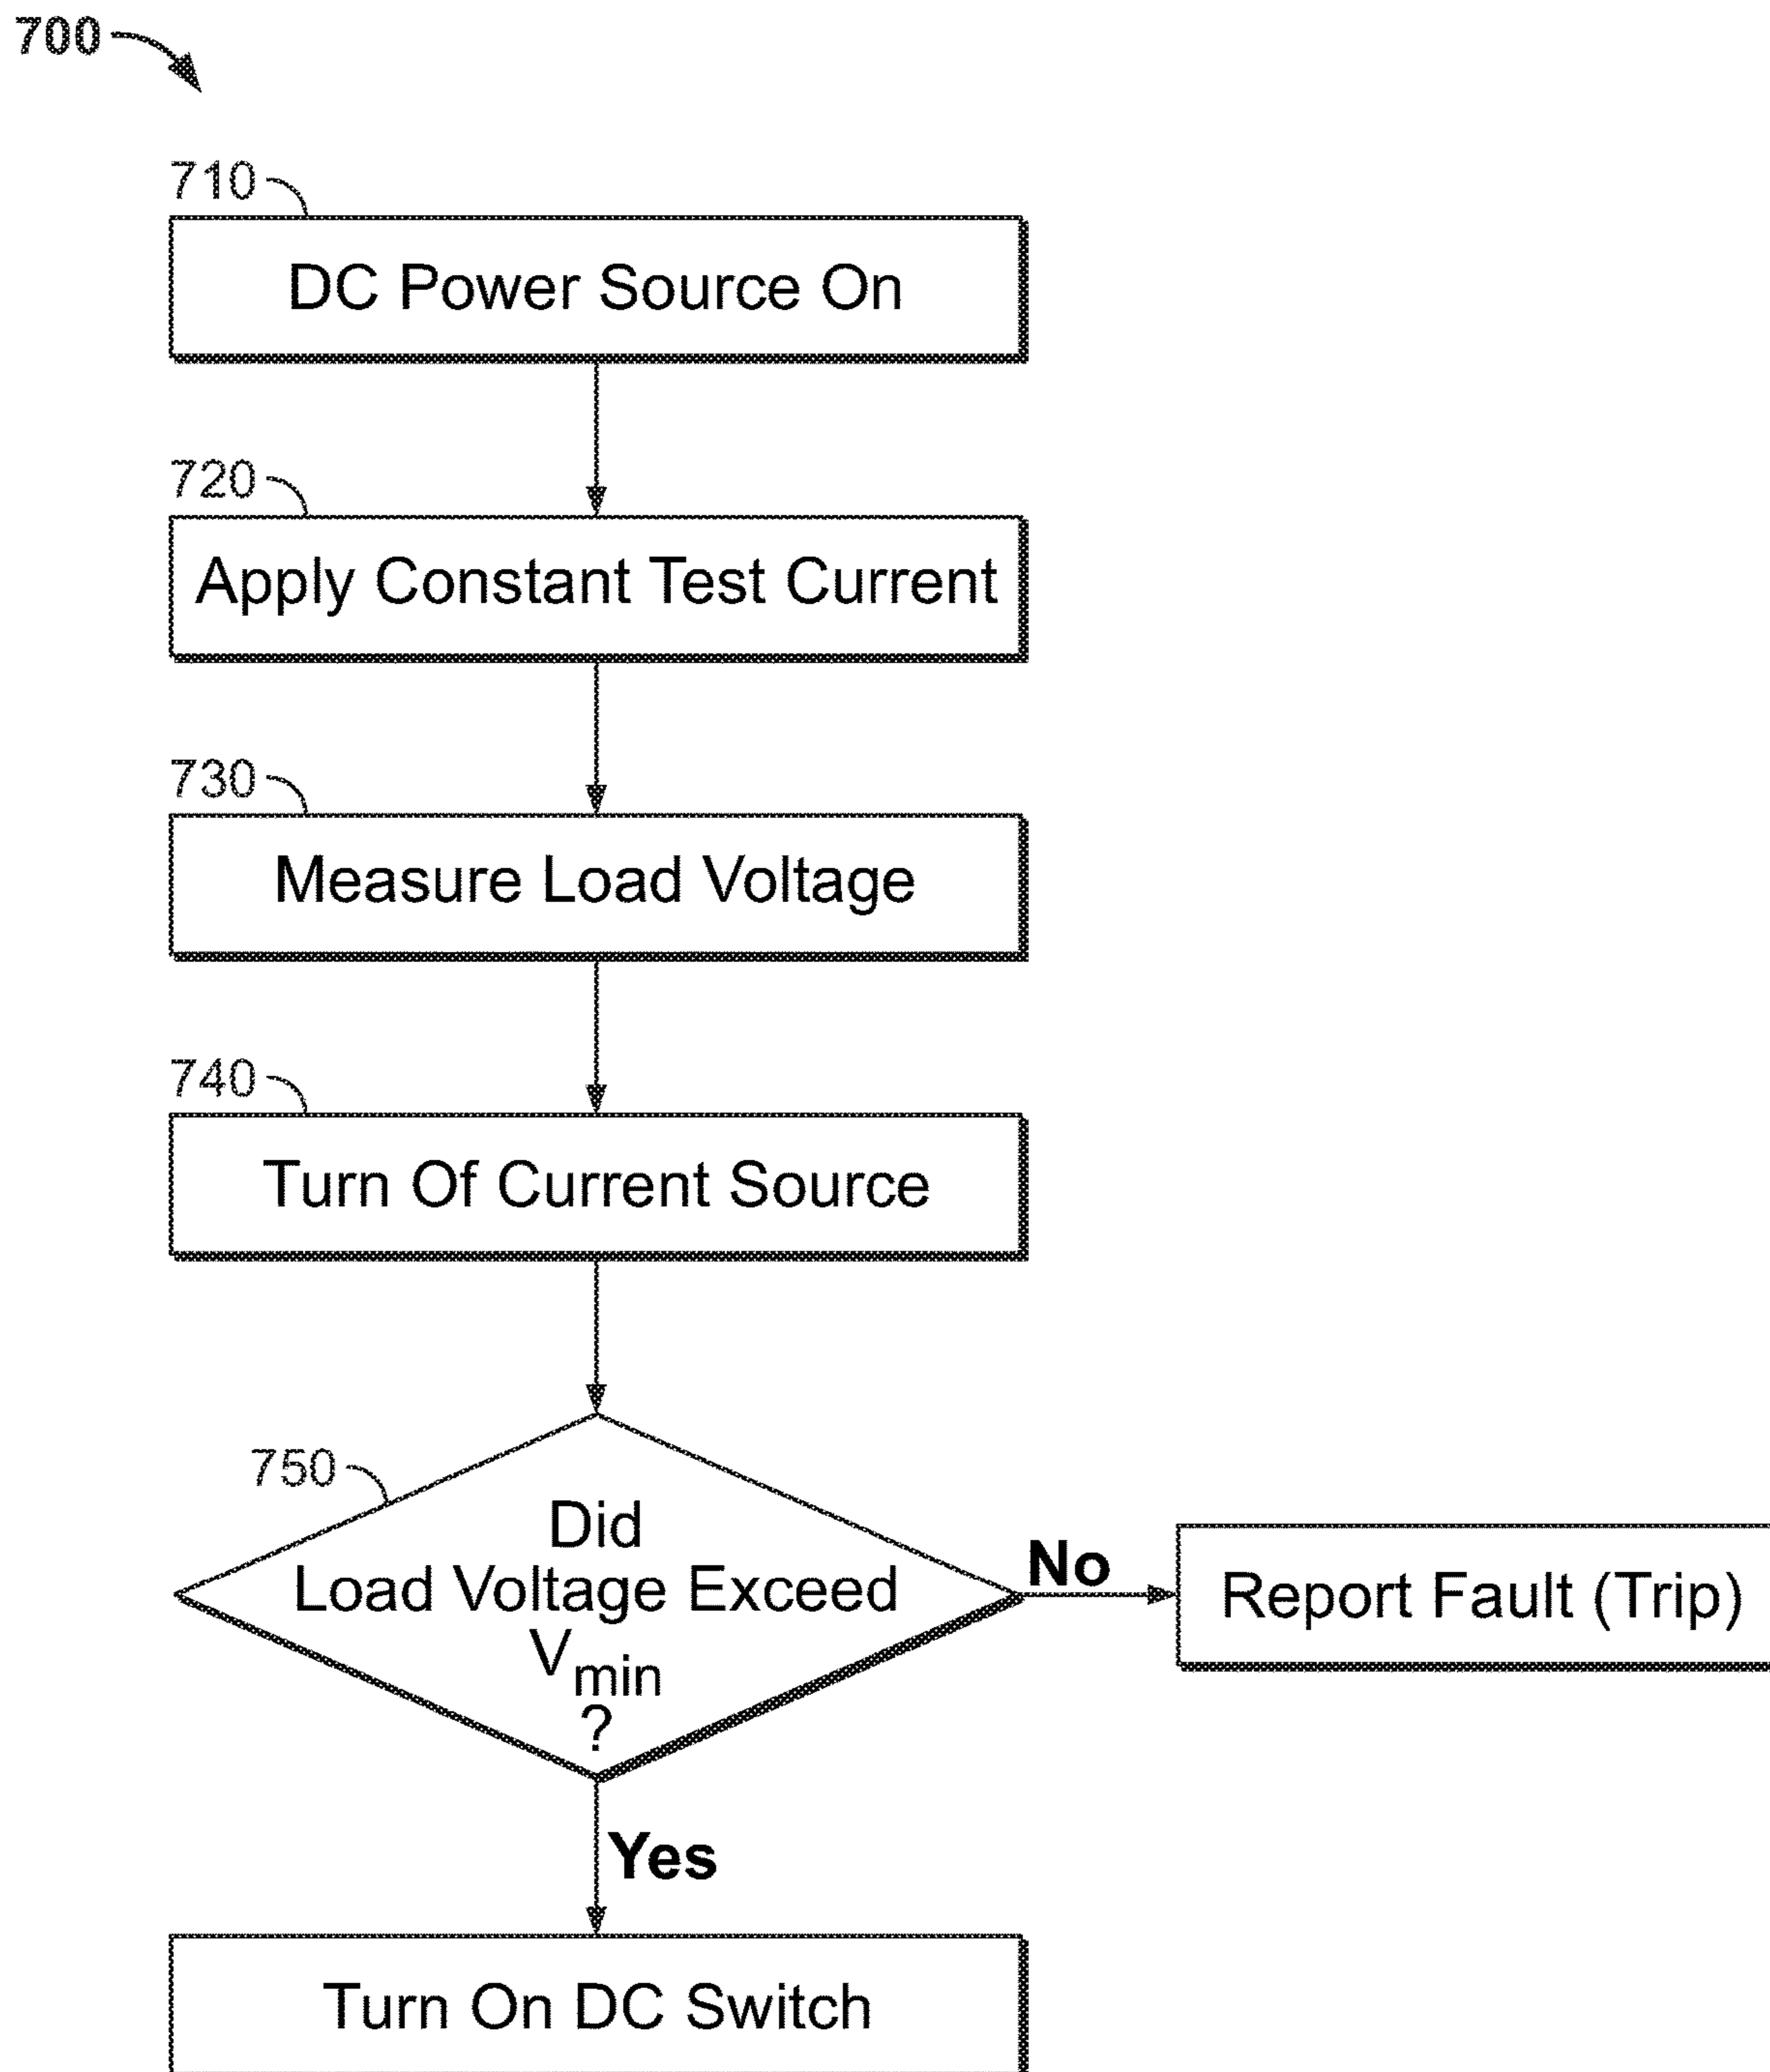 700
710
DC Power Source On
720
Apply Constant Test Current
730
Measure Load Voltage
740
Turn Of Current Source
750
Did
Load Voltage Exceed
Vmin
?
No
Report Fault (Trip)
Yes
Turn On DC Switch